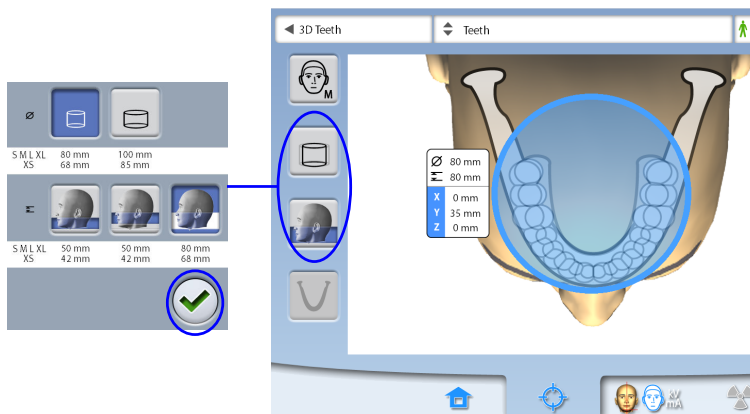 3D Teeth
Teeth
M
Ø
S M L XL 80 mm 100 mm
XS 68 mm 85 mm
S M L XL 50 mm 50 mm 80 mm
XS 42 mm 42 mm 68 mm
Ø 80 mm
80 mm
X 0 mm
Y 35 mm
Z 0 mm
kV
mA